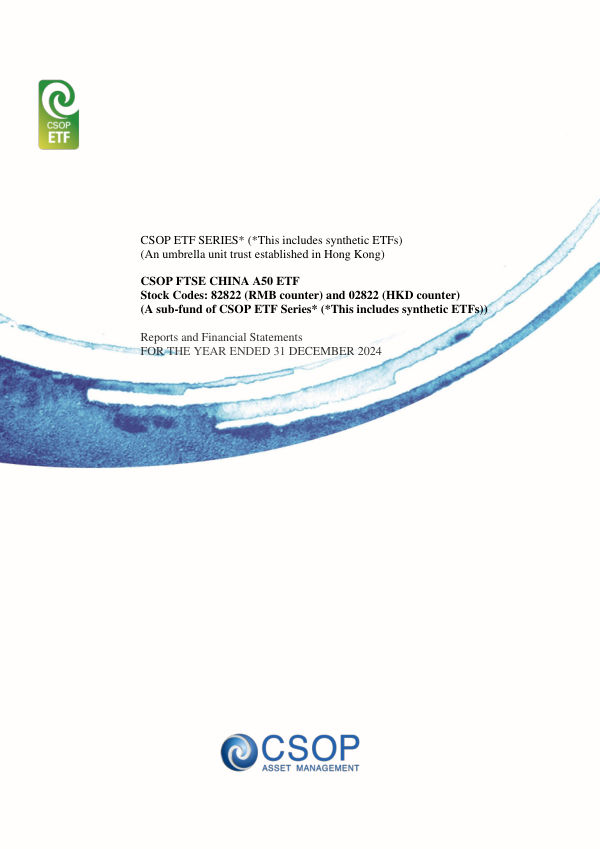 CSOP
ETF
CSOP ETF SERIES* (*This includes synthetic ETFs)
(An umbrella unit trust established in Hong Kong)
CSOP FTSE CHINA A50 ETF
Stock Codes: 82822 (RMB counter) and 02822 (HKD counter)
(A sub-fund of CSOP ETF Series* (*This includes synthetic ETFs))
Reports and Financial Statements
FOR THE YEAR ENDED 31 DECEMBER 2024
CSOP
ASSET MANAGEMENT